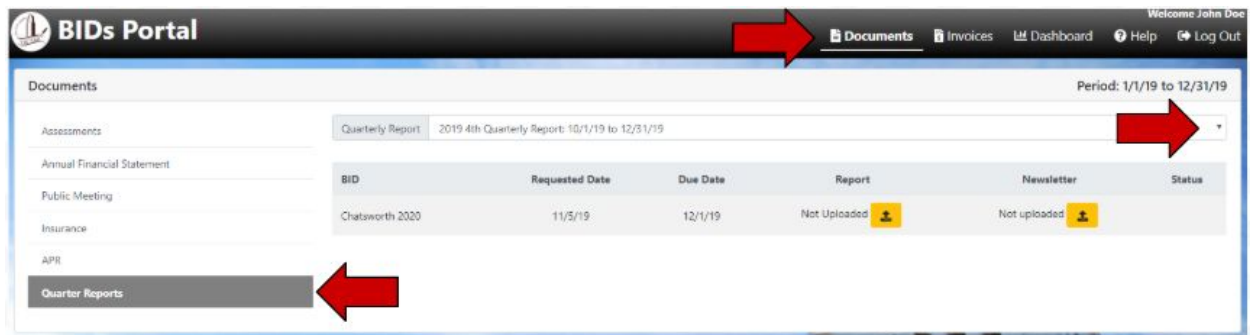 Welcome John Doe
BIDs Portal
Documents Invoices Dashboard Help Log Out
Documents
Period: 1/1/19 to 12/31/19
Assessments
Annual Financial Statement
Public Meeting
Insurance
APR
Quarter Reports
Quarterly Report 2019 4th Quarterly Report: 10/1/19 to 12/31/19
BID Requested Date Due Date Report Newsletter Status
Chatsworth 2020 11/5/19 12/1/19 Not Uploaded Not uploaded